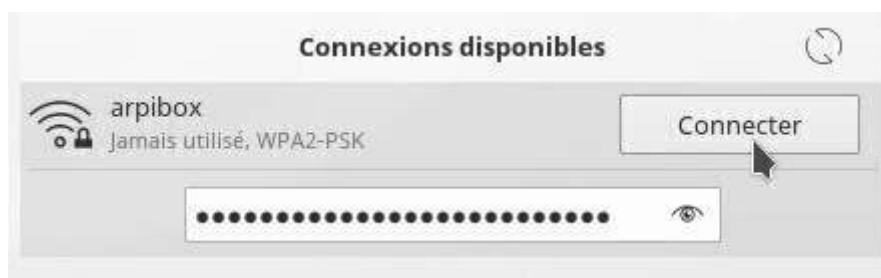 Connexions disponibles
arpibox
Jamais utilisé, WPA2-PSK
Connecter
••••••••••••••••••••••••••